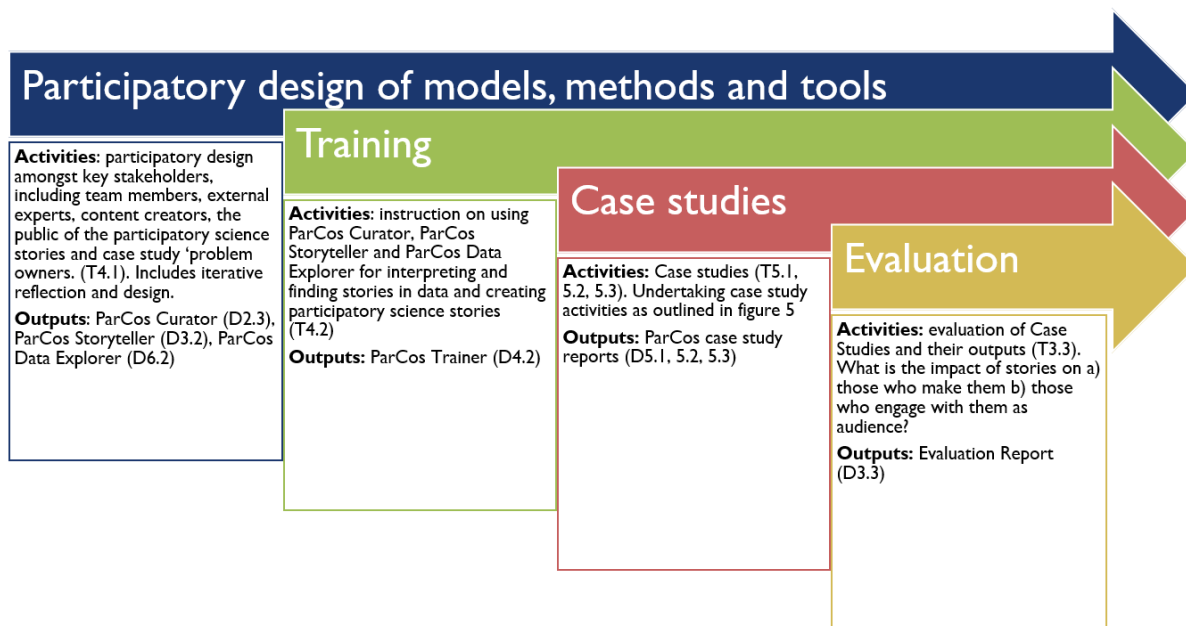 Participatory design of models, methods and tools
Activities: participatory design
amongst key stakeholders,
including team members, external
experts, content creators, the
public of the participatory science
stories and case study ‘problem
owners. (T4.1). Includes iterative
reflection and design.
Outputs: ParCos Curator (D2.3),
ParCos Storyteller (D3.2), ParCos
Data Explorer (D6.2)
Training
Activities: instruction on using
ParCos Curator, ParCos
Storyteller and ParCos Data
Explorer for interpreting and
finding stories in data and creating
participatory science stories
(T4.2)
Outputs: ParCos Trainer (D4.2)
Case studies
Activities: Case studies (T5.1,
5.2, 5.3). Undertaking case study
activities as outlined in figure 5
Outputs: ParCos case study
reports (D5.1, 5.2, 5.3)
Evaluation
Activities: evaluation of Case
Studies and their outputs (T3.3).
What is the impact of stories on a)
those who make them b) those
who engage with them as
audience?
Outputs: Evaluation Report
(D3.3)